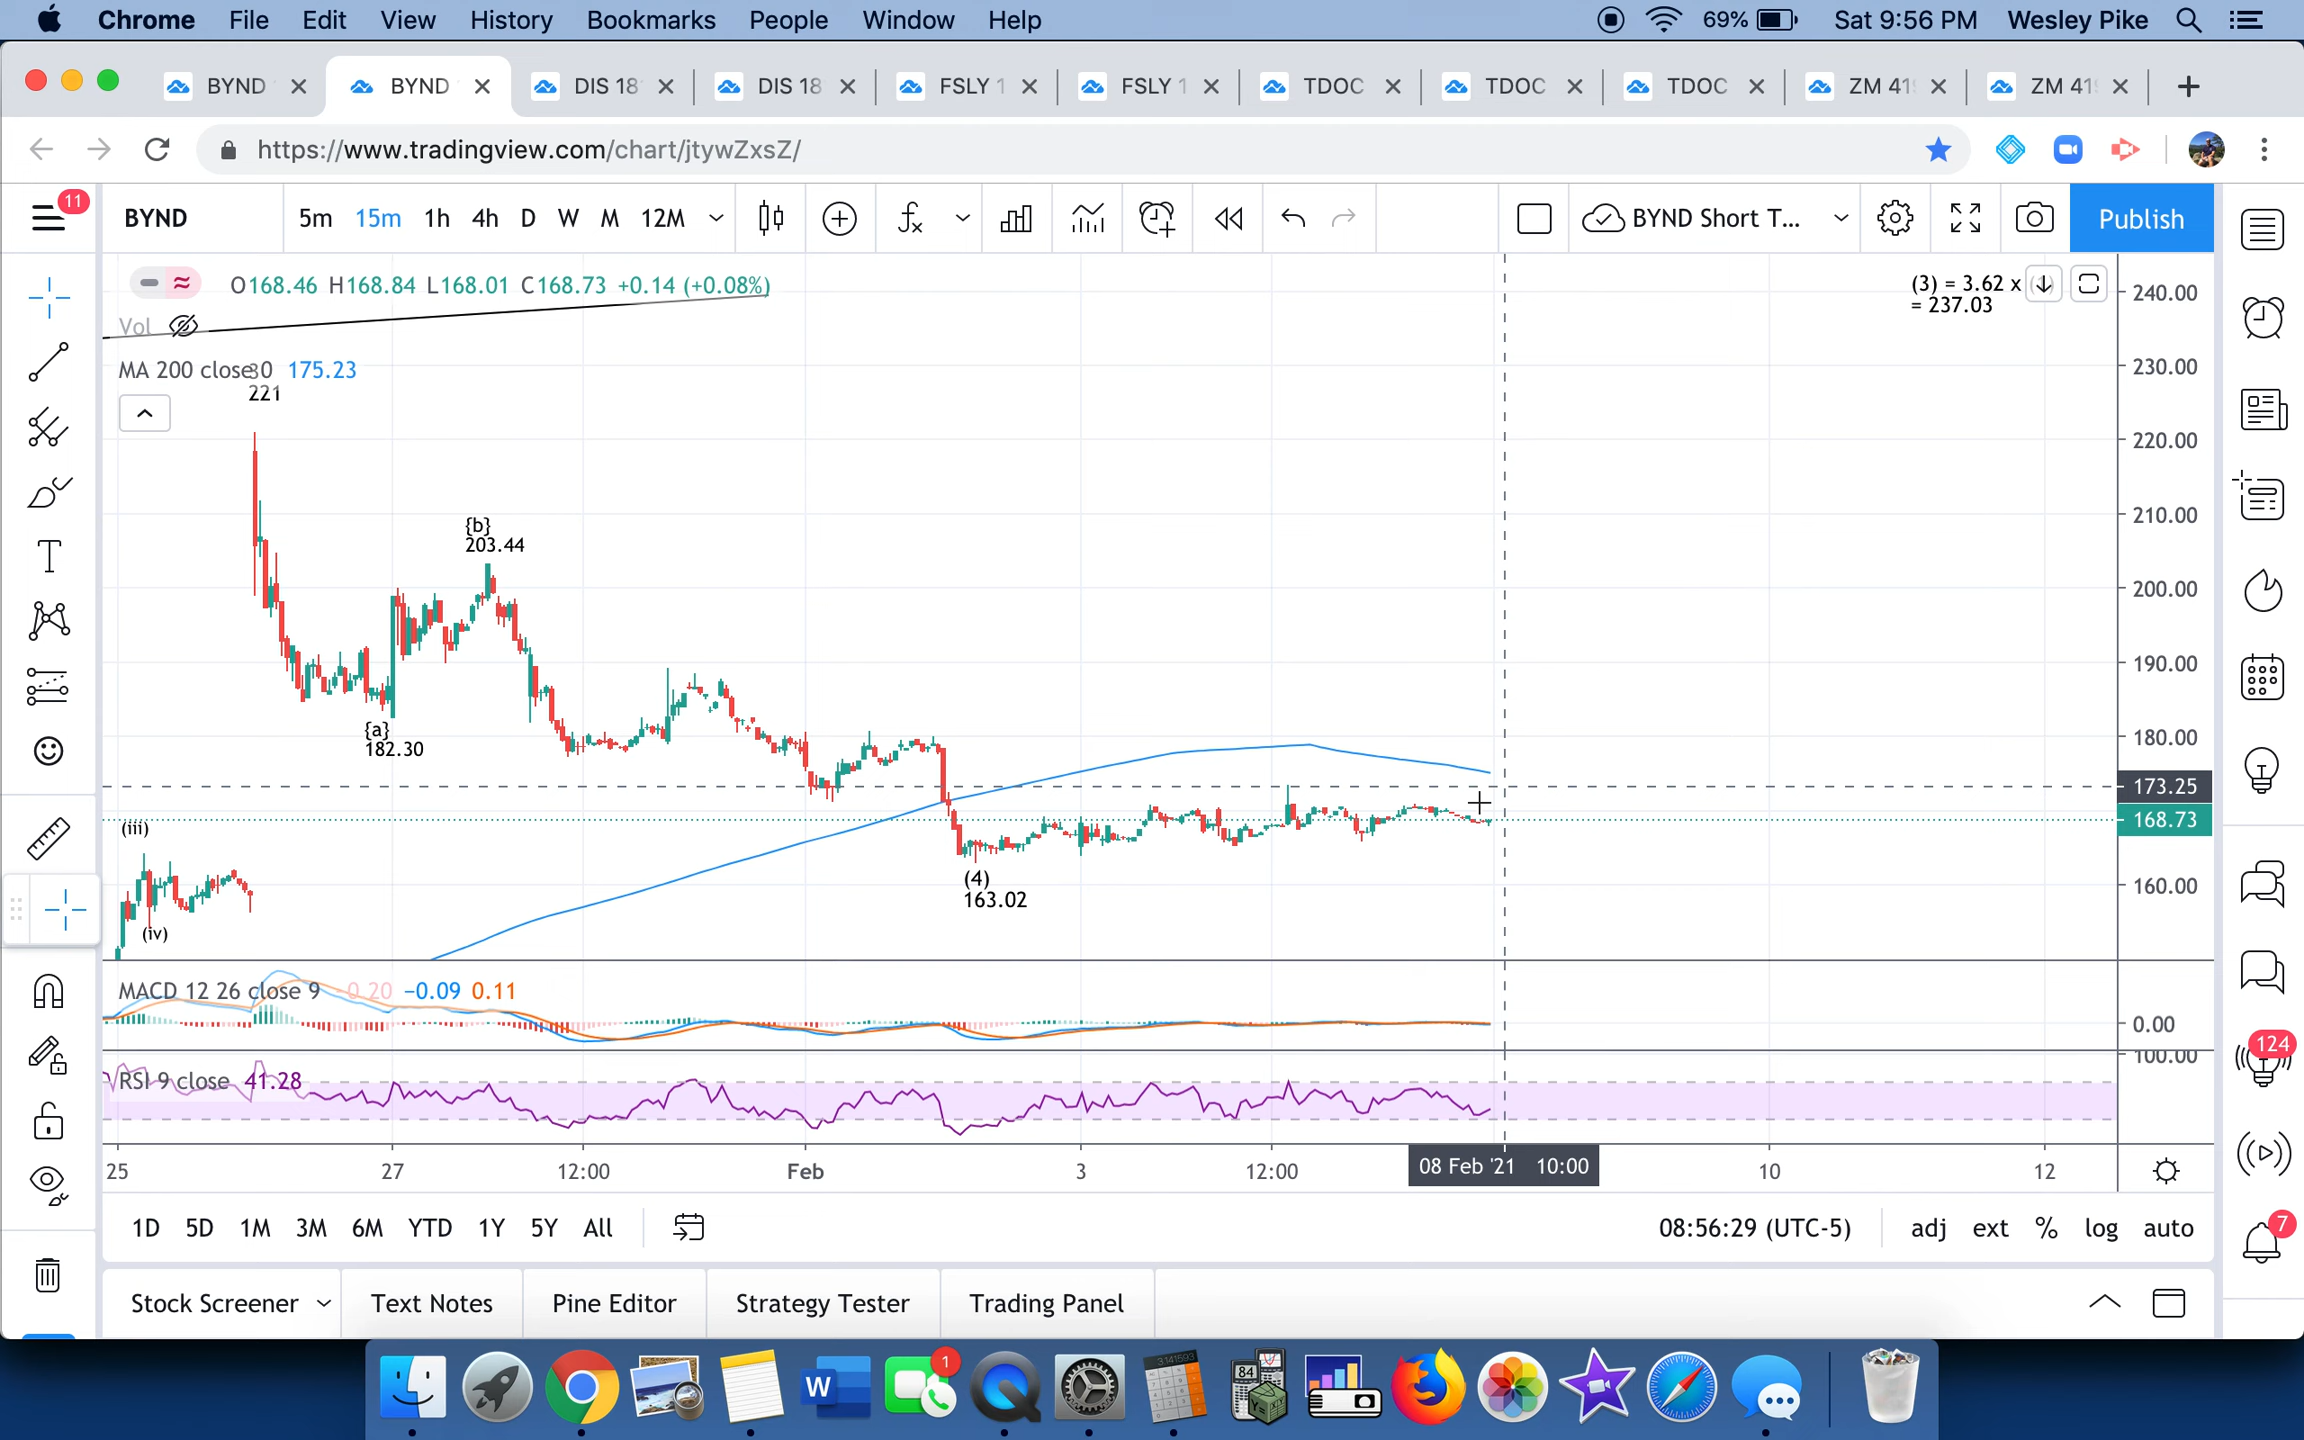 Chrome File Edit View History Bookmarks People Window Help 69% Sat 9:56 PM Wesley Pike
BYND BYND DIS 18 DIS 18 FSLY 1 FSLY 1 TDOC TDOC TDOC ZM 41 ZM 41
https://www.tradingview.com/chart/jtywZxsZ/
11 BYND 5m 15m 1h 4h D W M 12M BYND Short T... Publish
O168.46 H168.84 L168.01 C168.73 +0.14 (+0.08%)
(3) = 3.62 x
= 237.03
Vol
MA 200 close 0 175.23
221
{b}
203.44
{a}
182.30
(iii)
(iv)
(4)
163.02
240.00
230.00
220.00
210.00
200.00
190.00
180.00
173.25
168.73
160.00
MACD 12 26 close 9 -0.20 −0.09 0.11
0.00
100.00
RSI 9 close 41.28
25 27 12:00 Feb 3 12:00 08 Feb '21 10:00 10 12
1D 5D 1M 3M 6M YTD 1Y 5Y All 08:56:29 (UTC-5) adj ext % log auto
Stock Screener Text Notes Pine Editor Strategy Tester Trading Panel
124
7
1
W
3.141593
84